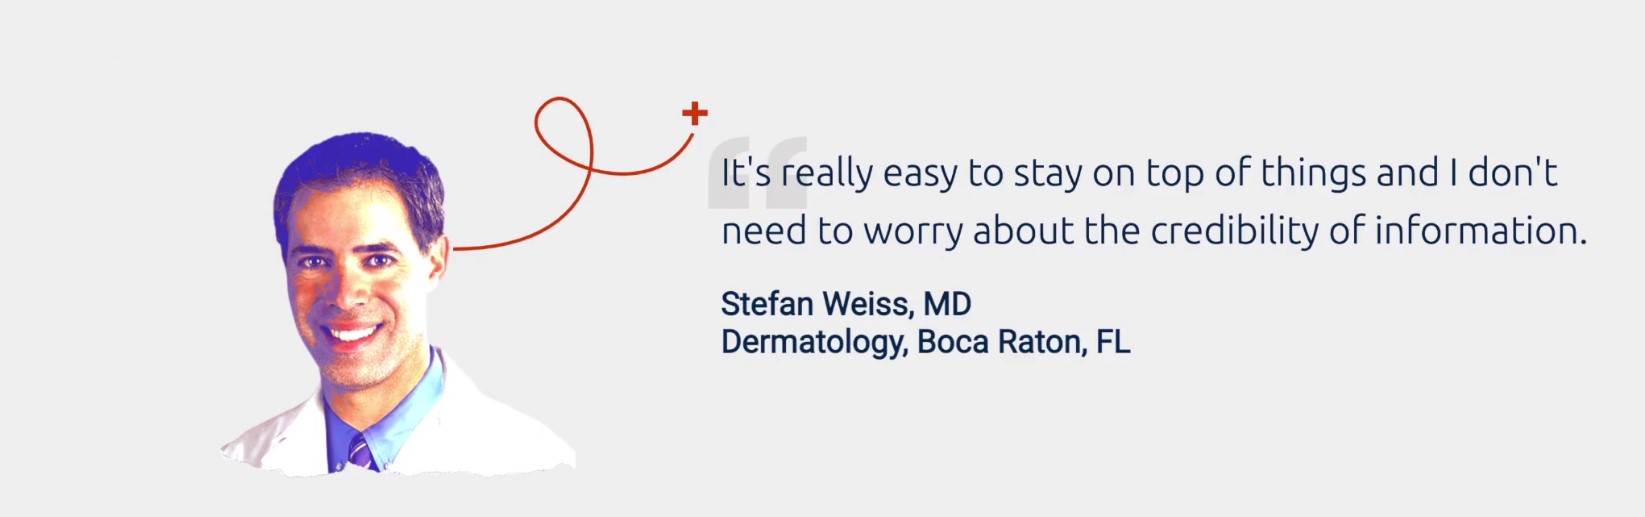 It's really easy to stay on top of things and I don't
need to worry about the credibility of information.
Stefan Weiss, MD
Dermatology, Boca Raton, FL